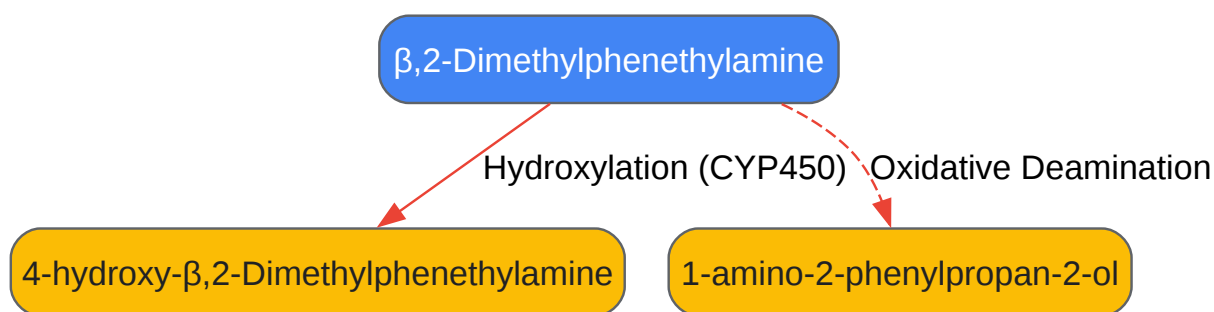 β,2-Dimethylphenethylamine
Hydroxylation (CYP450)
Oxidative Deamination
4-hydroxy-β,2-Dimethylphenethylamine
1-amino-2-phenylpropan-2-ol